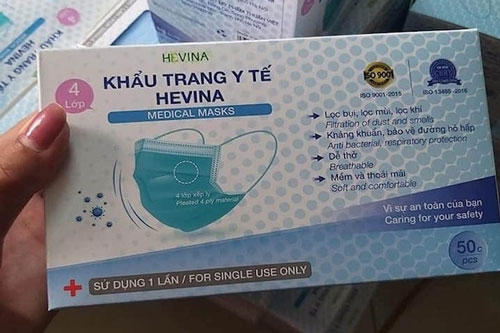 HEVINA
4
Lớp
KHẨU TRANG Y TẾ
HEVINA
MEDICAL MASKS
ISO 9001
ISO 9001-2015
ISO 13485-2016
Lọc bụi, lọc mùi, lọc khí
Filtration of dust and smells
Kháng khuẩn, bảo vệ đường hô hấp
Anti bacterial, respiratory protection
Dễ thở
Breathable
Mềm và thoải mái
Soft and comfortable
4 lớp xếp ly
Pleated 4 ply material
Vì sự an toàn của bạn
Caring for your safety
50 c
pcs
SỬ DỤNG 1 LẦN / FOR SINGLE USE ONLY
KHẨU TRANG Y TẾ
HEVINA